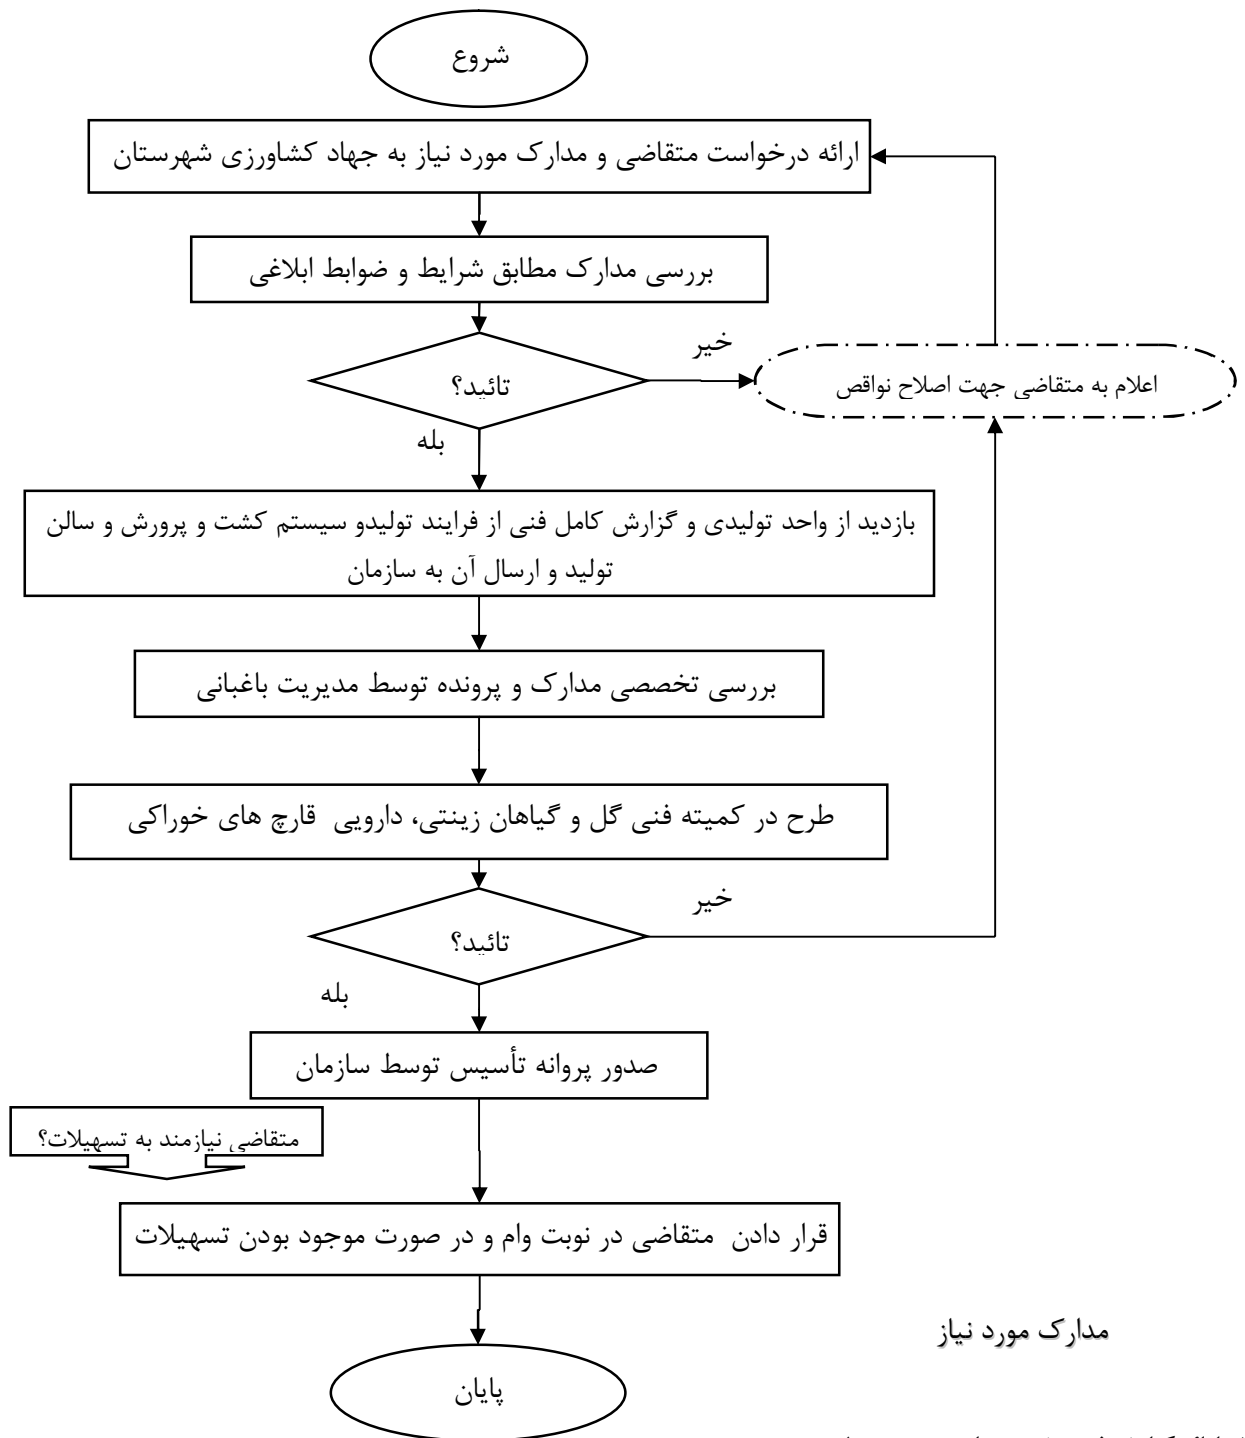 شروع
ارائه درخواست متقاضی و مدارک مورد نیاز به جهاد کشاورزی شهرستان
بررسی مدارک مطابق شرایط و ضوابط ابلاغی
تائید؟
خیر
اعلام به متقاضی جهت اصلاح نواقص
بله
بازدید از واحد تولیدی و گزارش کامل فنی از فرایند تولیدو سیستم کشت و پرورش و سالن
تولید و ارسال آن به سازمان
بررسی تخصصی مدارک و پرونده توسط مدیریت باغبانی
طرح در کمیته فنی گل و گیاهان زینتی، دارویی قارچ های خوراکی
تائید؟
خیر
بله
صدور پروانه تأسیس توسط سازمان
متقاضی نیازمند به تسهیلات؟
قرار دادن متقاضی در نوبت وام و در صورت موجود بودن تسهیلات
مدارک مورد نیاز
پایان